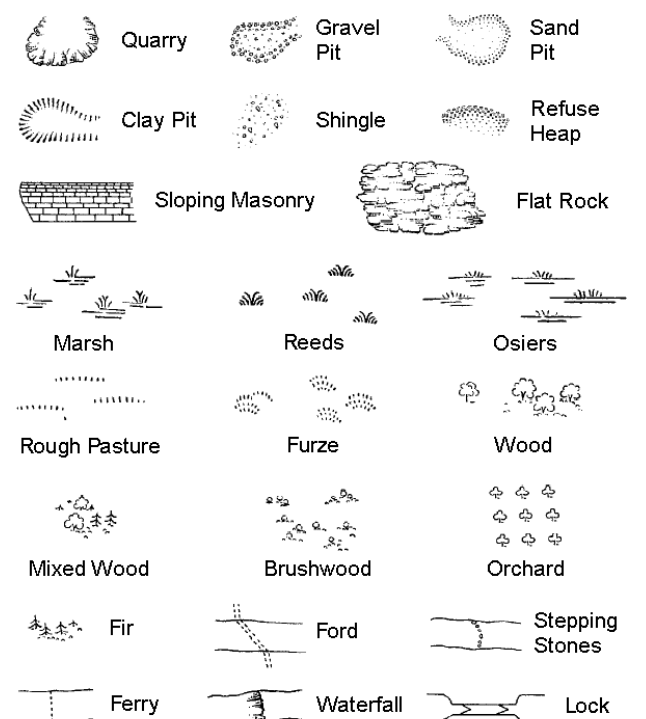 Quarry
Gravel
Pit
Sand
Pit
Clay Pit
Shingle
Refuse
Heap
Sloping Masonry
Flat Rock
Marsh
Reeds
Osiers
Rough Pasture
Furze
Wood
Mixed Wood
Brushwood
Orchard
Fir
Ford
Stepping
Stones
Ferry
Waterfall
Lock